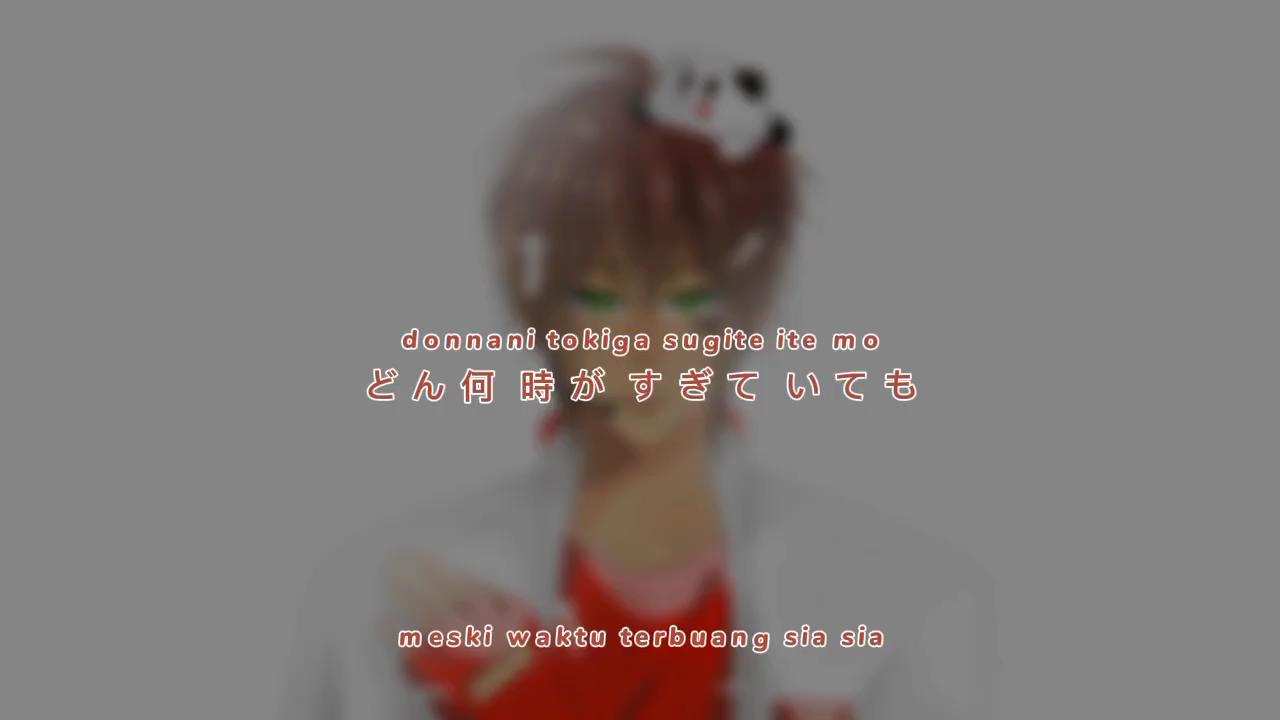 donnani tokiga sugite ite mo
どん何 時が すぎて いても
meski waktu terbuang sia sia